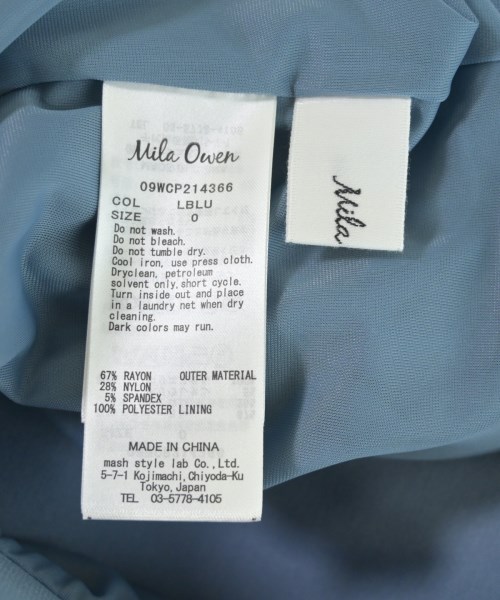 Mila Owen
09WCP214366
COL LBLU
SIZE 0
Do not wash.
Do not bleach.
Do not tumble dry.
Cool iron, use press cloth.
Dryclean, petroleum
solvent only, short cycle.
Turn inside out and place
in a laundry net when dry
cleaning.
Dark colors may run.
67% RAYON OUTER MATERIAL
28% NYLON
5% SPANDEX
100% POLYESTER LINING
MADE IN CHINA
mash style lab Co., Ltd.
5-7-1 Kojimachi, Chiyoda-Ku
Tokyo, Japan
TEL 03-5778-4105
Mila